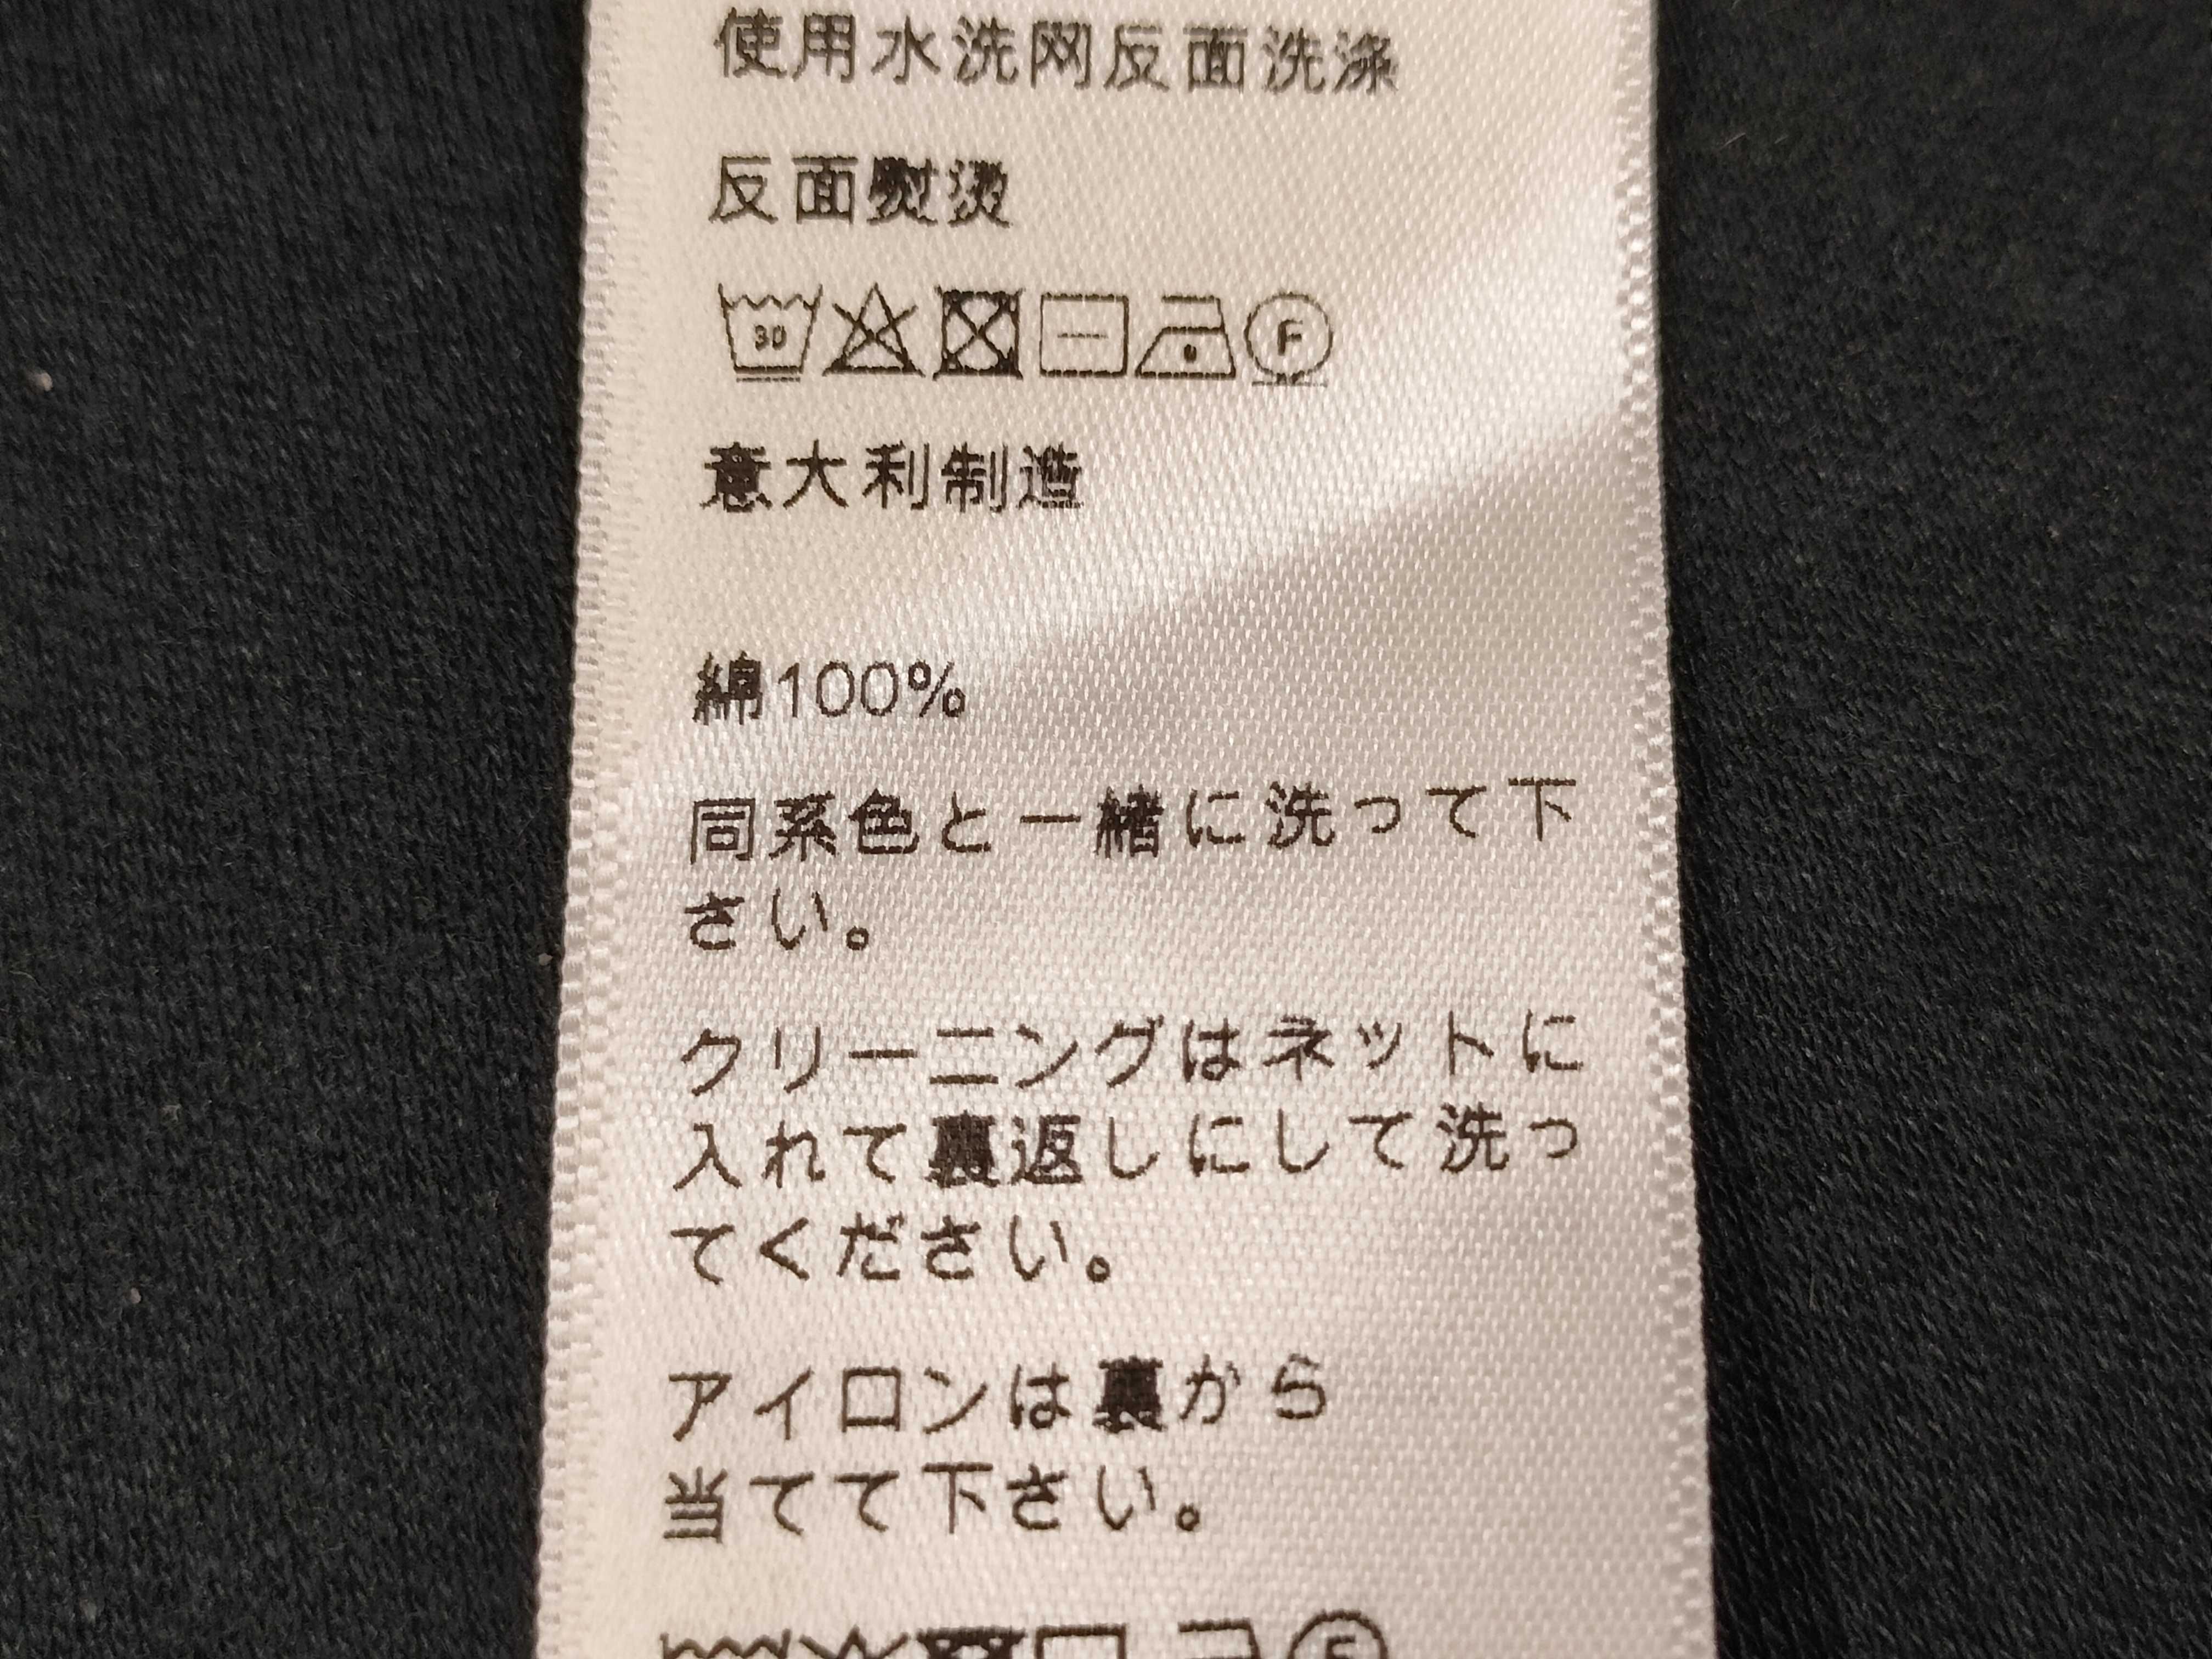 使用水洗网反面洗涤
反面熨烫
30 F
意大利制造
綿100%
同系色と一緒に洗って下
さい。
クリーニングはネットに
入れて裏返しにして洗っ
てください。
アイロンは裏から
当てて下さい。